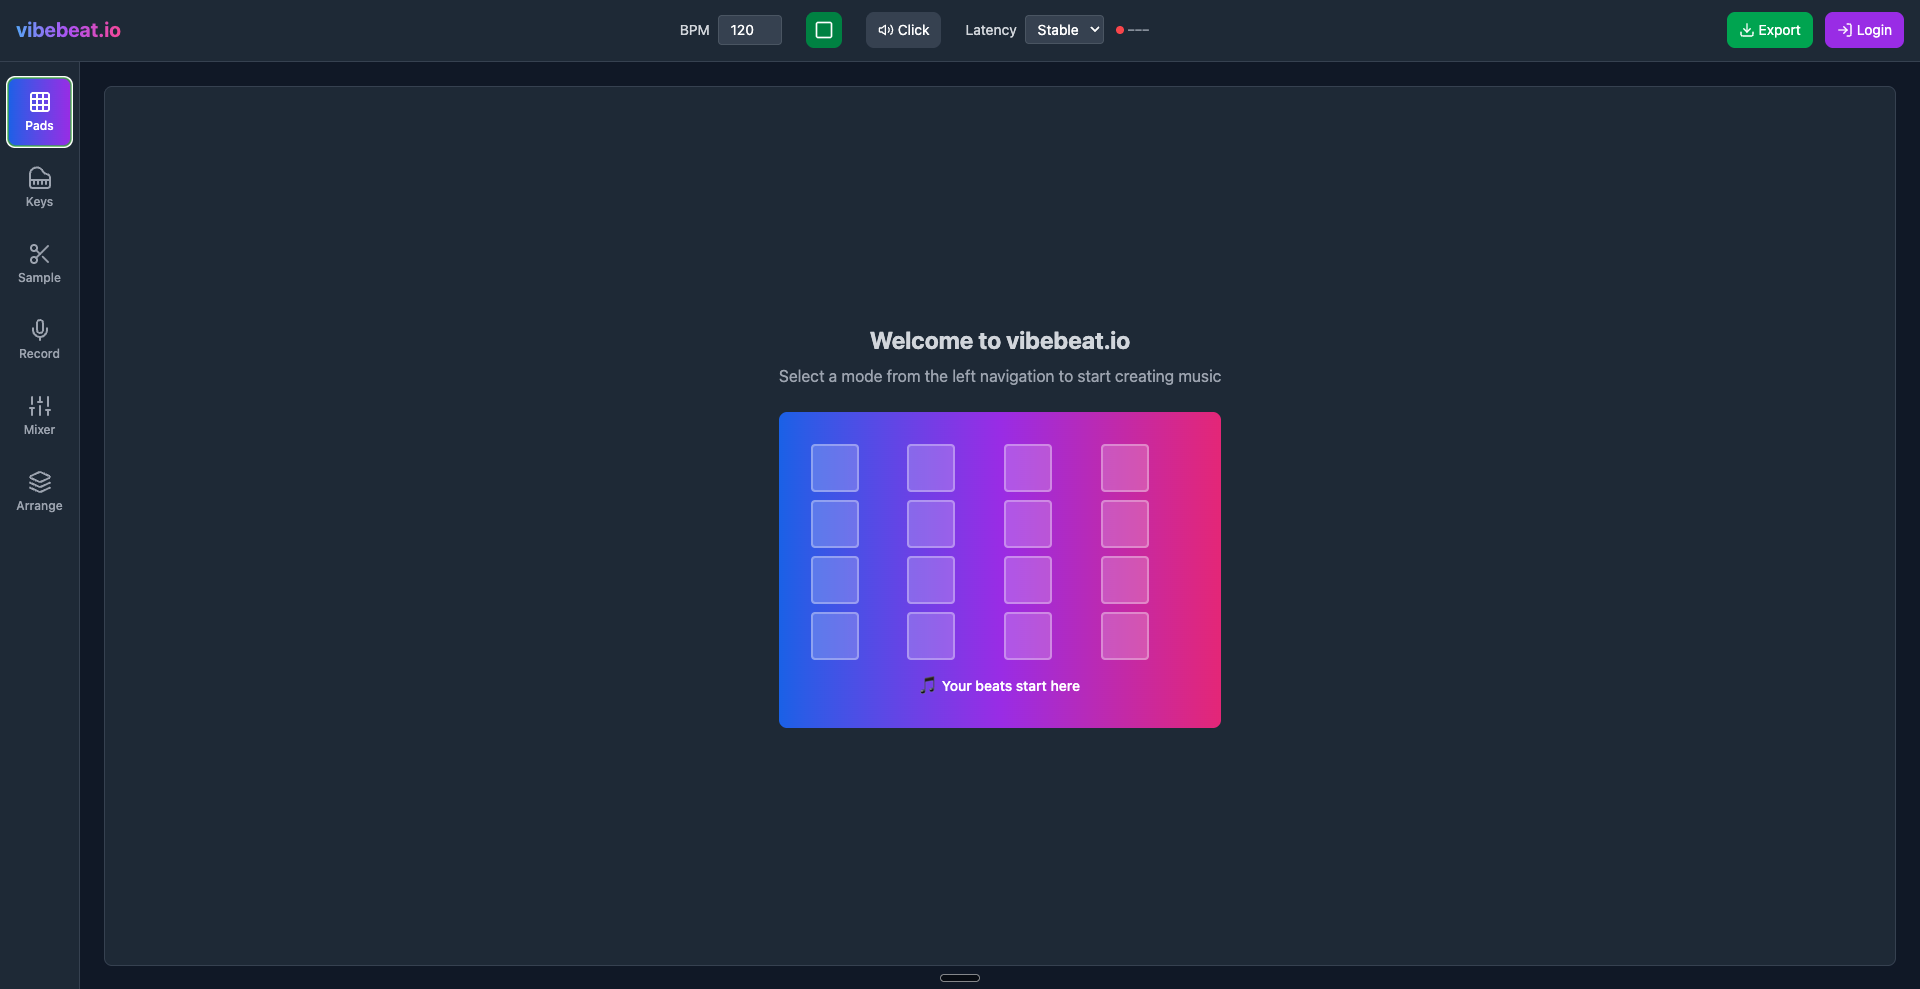 vibebeat.io
BPM 120
Click
Latency Stable ---
Export
Login
Pads
Keys
Sample
Record
Mixer
Arrange
Welcome to vibebeat.io
Select a mode from the left navigation to start creating music
🎵 Your beats start here